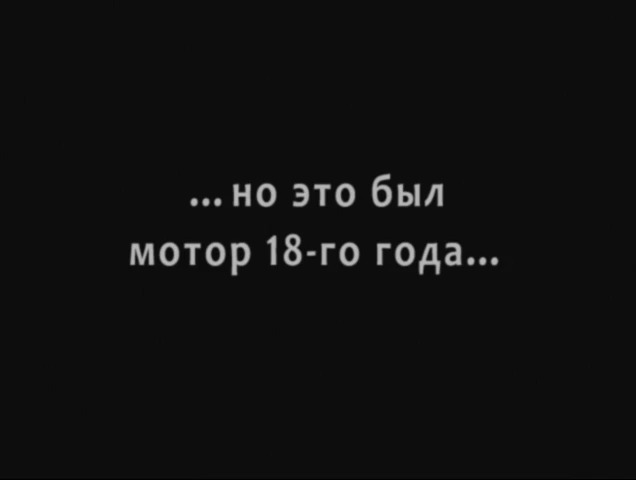 ...но это был
мотор 18-го года...